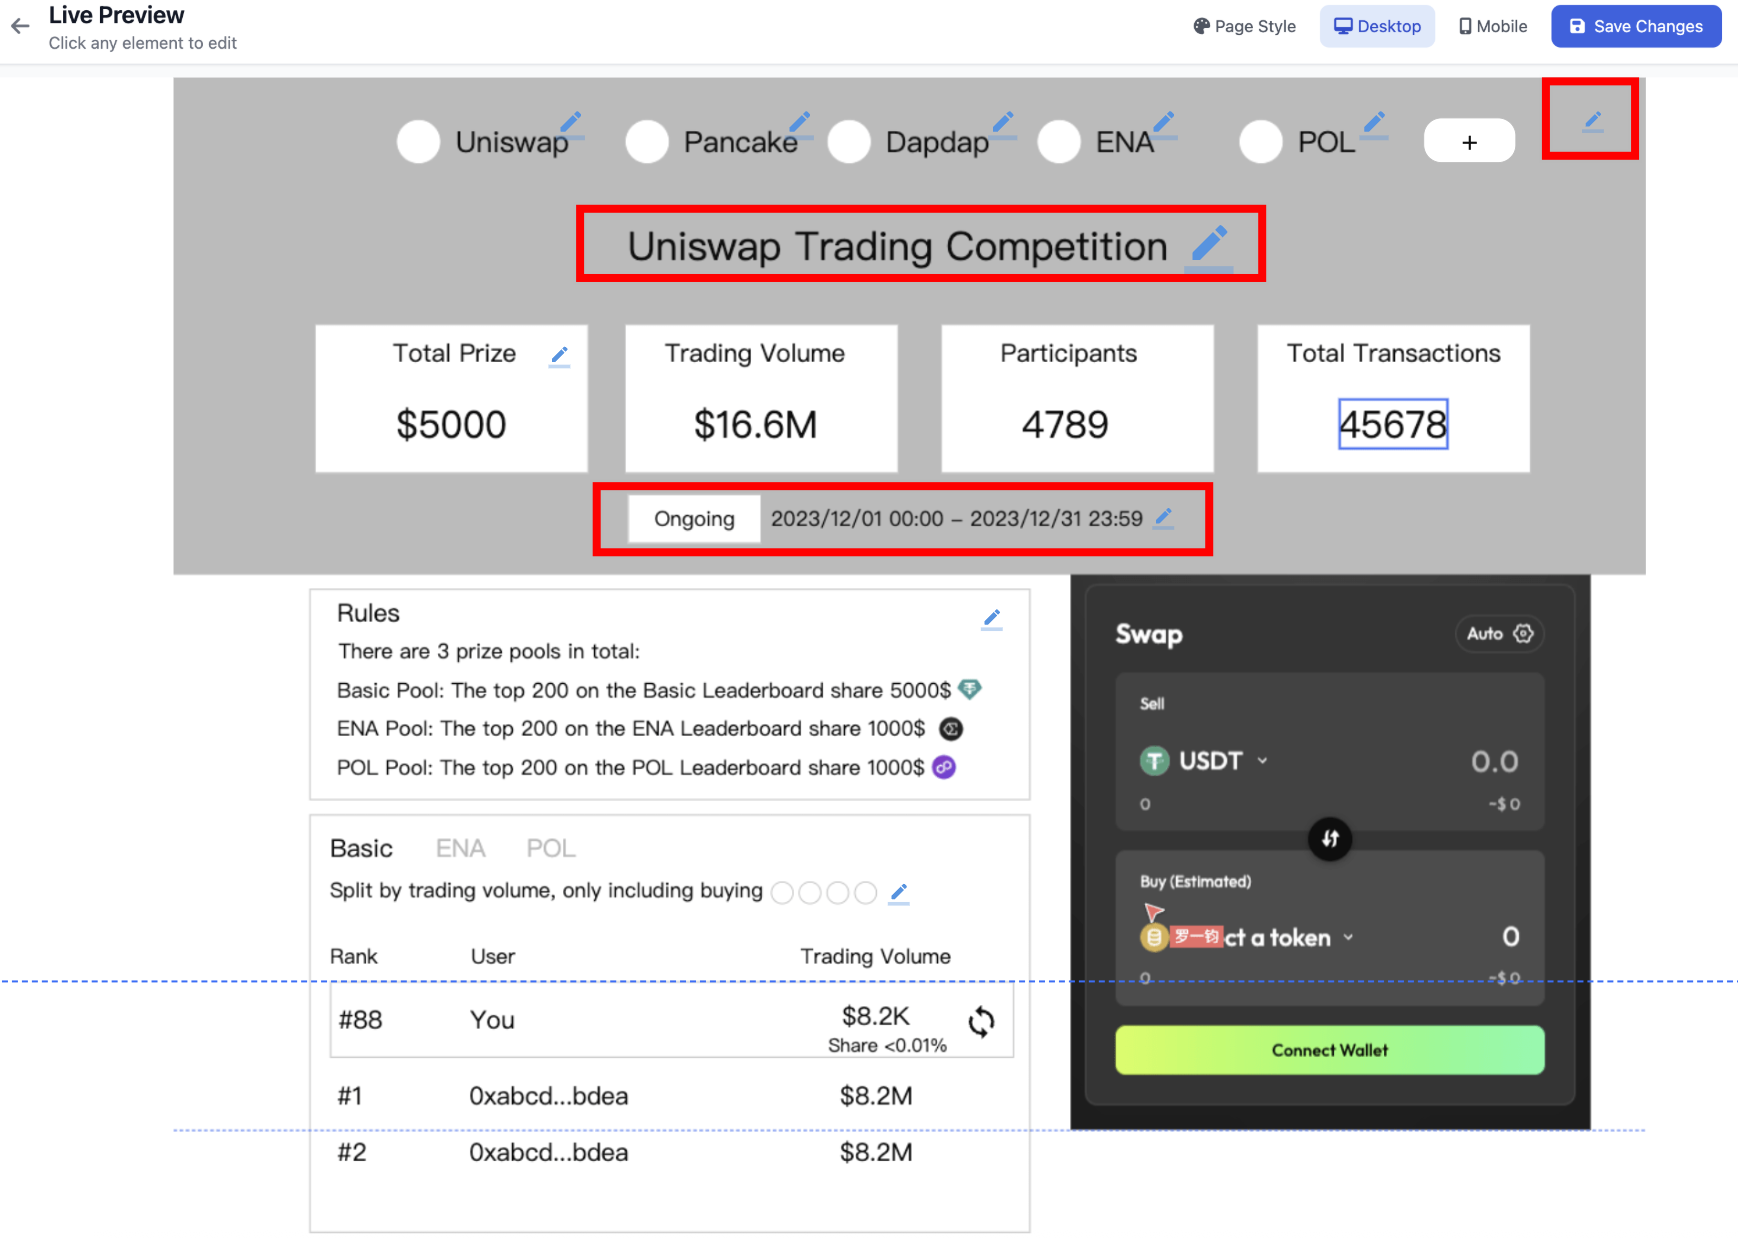 Live Preview
Click any element to edit
Page Style
Desktop
Mobile
Save Changes
Uniswap
Pancake
Dapdap
ENA
POL
+
Uniswap Trading Competition
Total Prize
$5000
Trading Volume
$16.6M
Participants
4789
Total Transactions
45678
Ongoing
2023/12/01 00:00 – 2023/12/31 23:59
Rules
There are 3 prize pools in total:
Basic Pool: The top 200 on the Basic Leaderboard share 5000$
ENA Pool: The top 200 on the ENA Leaderboard share 1000$
POL Pool: The top 200 on the POL Leaderboard share 1000$
Basic ENA POL
Split by trading volume, only including buying
Rank User Trading Volume
#88 You $8.2K
Share <0.01%
#1 0xabcd...bdea $8.2M
#2 0xabcd...bdea $8.2M
Swap
Auto
Sell
USDT
0.0
0
~$0
Buy (Estimated)
罗一钧
ct a token
0
0
~$0
Connect Wallet